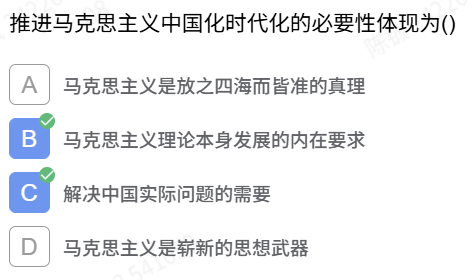 推进马克思主义中国化时代化的必要性体现为()
A 马克思主义是放之四海而皆准的真理
B 马克思主义理论本身发展的内在要求
C 解决中国实际问题的需要
D 马克思主义是崭新的思想武器